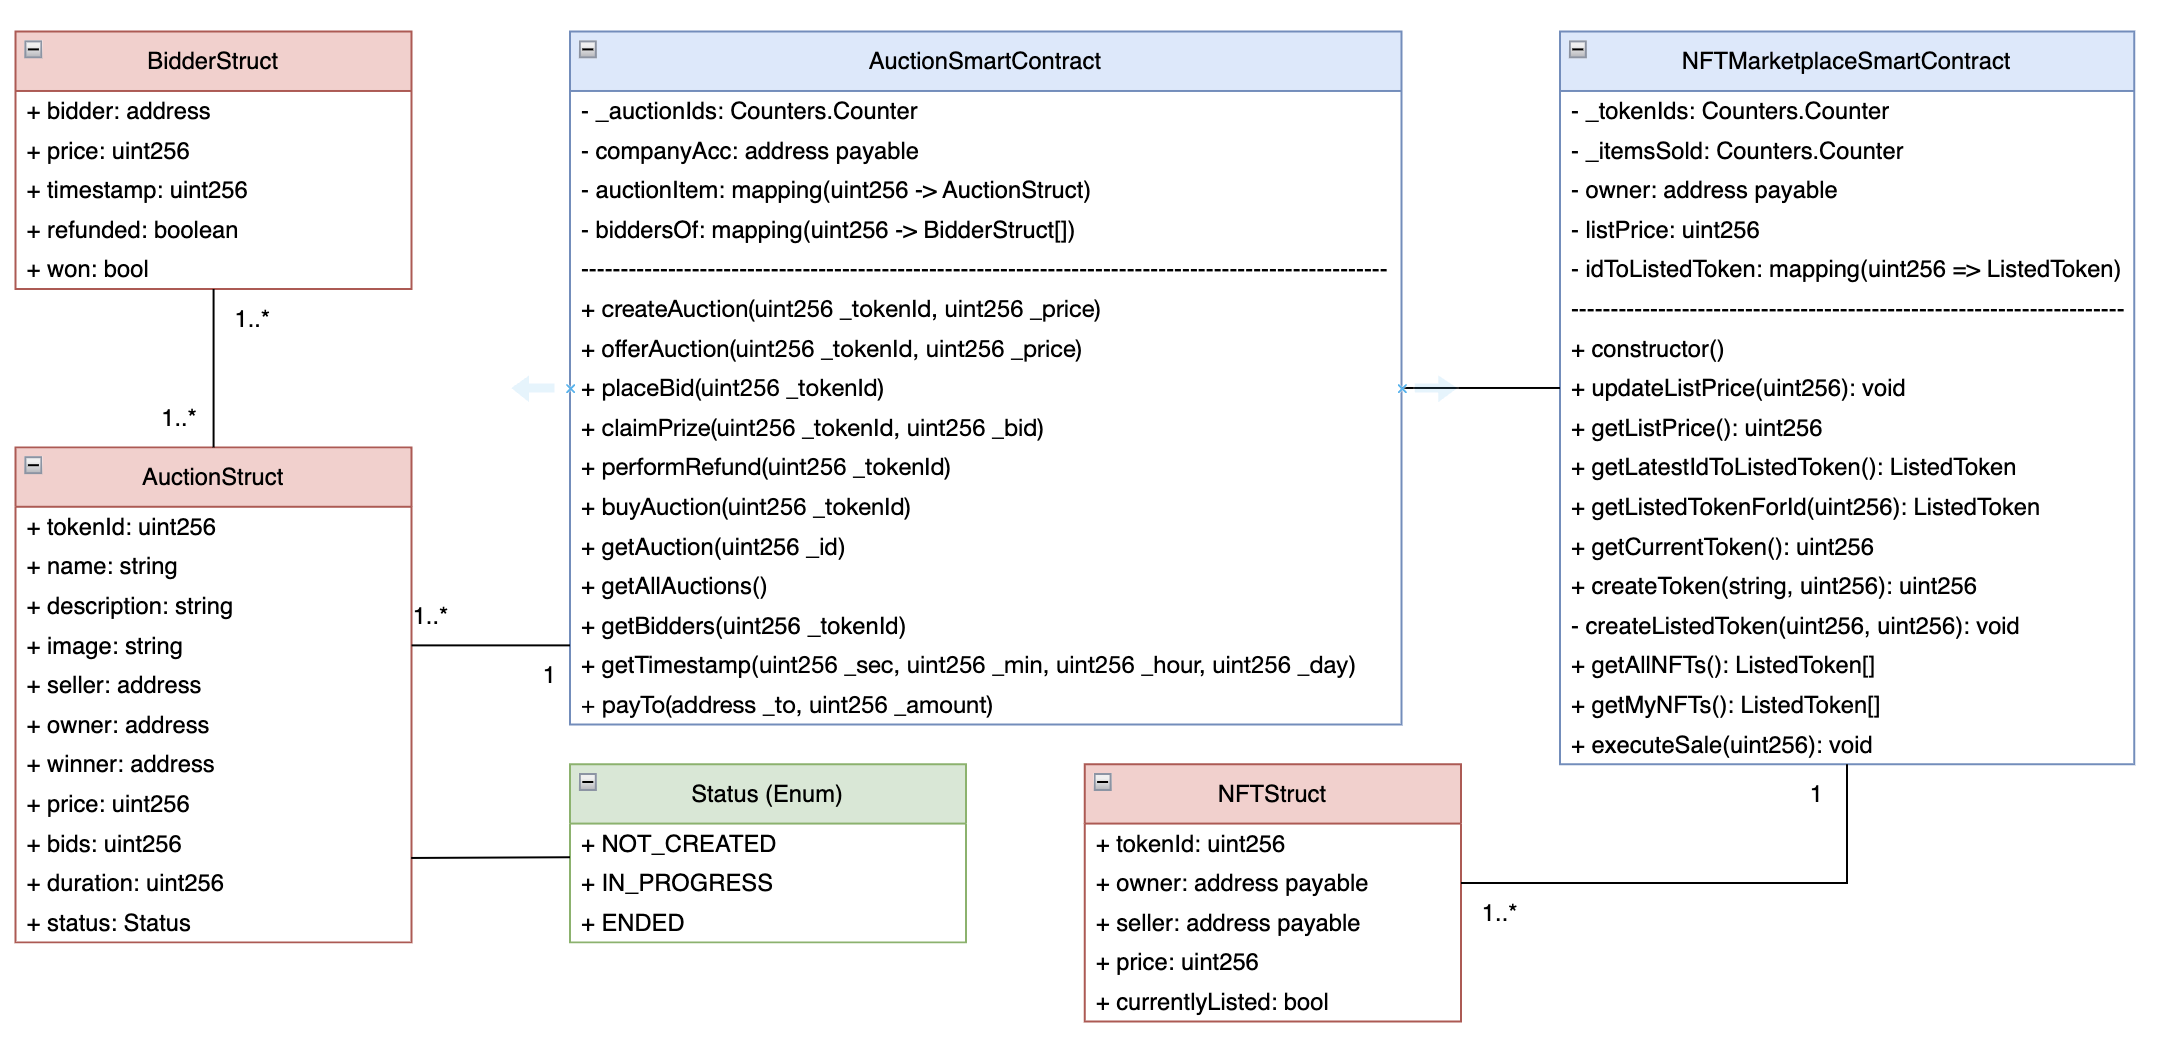 BidderStruct
+ bidder: address
+ price: uint256
+ timestamp: uint256
+ refunded: boolean
+ won: bool
1..*
1..*
AuctionStruct
+ tokenId: uint256
+ name: string
+ description: string
+ image: string
+ seller: address
+ owner: address
+ winner: address
+ price: uint256
+ bids: uint256
+ duration: uint256
+ status: Status
1..*
1
AuctionSmartContract
- _auctionIds: Counters.Counter
- companyAcc: address payable
- auctionItem: mapping(uint256 -> AuctionStruct)
- biddersOf: mapping(uint256 -> BidderStruct[])
+ createAuction(uint256 _tokenId, uint256 _price)
+ offerAuction(uint256 _tokenId, uint256 _price)
+ placeBid(uint256 _tokenId)
+ claimPrize(uint256 _tokenId, uint256 _bid)
+ performRefund(uint256 _tokenId)
+ buyAuction(uint256 _tokenId)
+ getAuction(uint256 _id)
+ getAllAuctions()
+ getBidders(uint256 _tokenId)
+ getTimestamp(uint256 _sec, uint256 _min, uint256 _hour, uint256 _day)
+ payTo(address _to, uint256 _amount)
Status (Enum)
+ NOT_CREATED
+ IN_PROGRESS
+ ENDED
NFTMarketplaceSmartContract
- _tokenIds: Counters.Counter
- _itemsSold: Counters.Counter
- owner: address payable
- listPrice: uint256
- idToListedToken: mapping(uint256 => ListedToken)
+ constructor()
+ updateListPrice(uint256): void
+ getListPrice(): uint256
+ getLatestIdToListedToken(): ListedToken
+ getListedTokenForId(uint256): ListedToken
+ getCurrentToken(): uint256
+ createToken(string, uint256): uint256
- createListedToken(uint256, uint256): void
+ getAllNFTs(): ListedToken[]
+ getMyNFTs(): ListedToken[]
+ executeSale(uint256): void
1
1..*
NFTStruct
+ tokenId: uint256
+ owner: address payable
+ seller: address payable
+ price: uint256
+ currentlyListed: bool